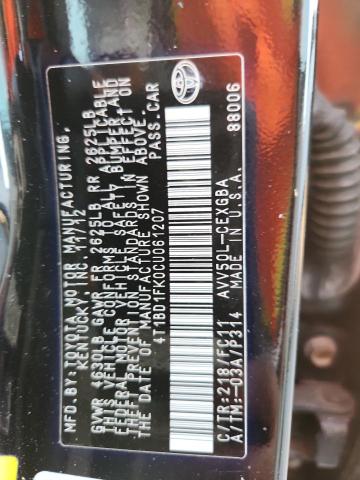 MFD.BY:TOYOTA MOTOR MANUFACTURING,
KENTUCKY, INC. 11/12
GVWR 4630LB GAWR FR 2625LB RR 2625LB
THIS VEHICLE CONFORMS TO ALL APPLICABLE
FEDERAL MOTOR VEHICLE SAFETY, BUMPER, AND
THEFT PREVENTION STANDARDS IN EFFECT ON
THE DATE OF MANUFACTURE SHOWN ABOVE.
4T1BD1FK0CU061207 PASS.CAR
C/TR:218/FC11 AVV50L-CEXGBA
A/TM:-03A/P314 MADE IN U.S.A. 88006